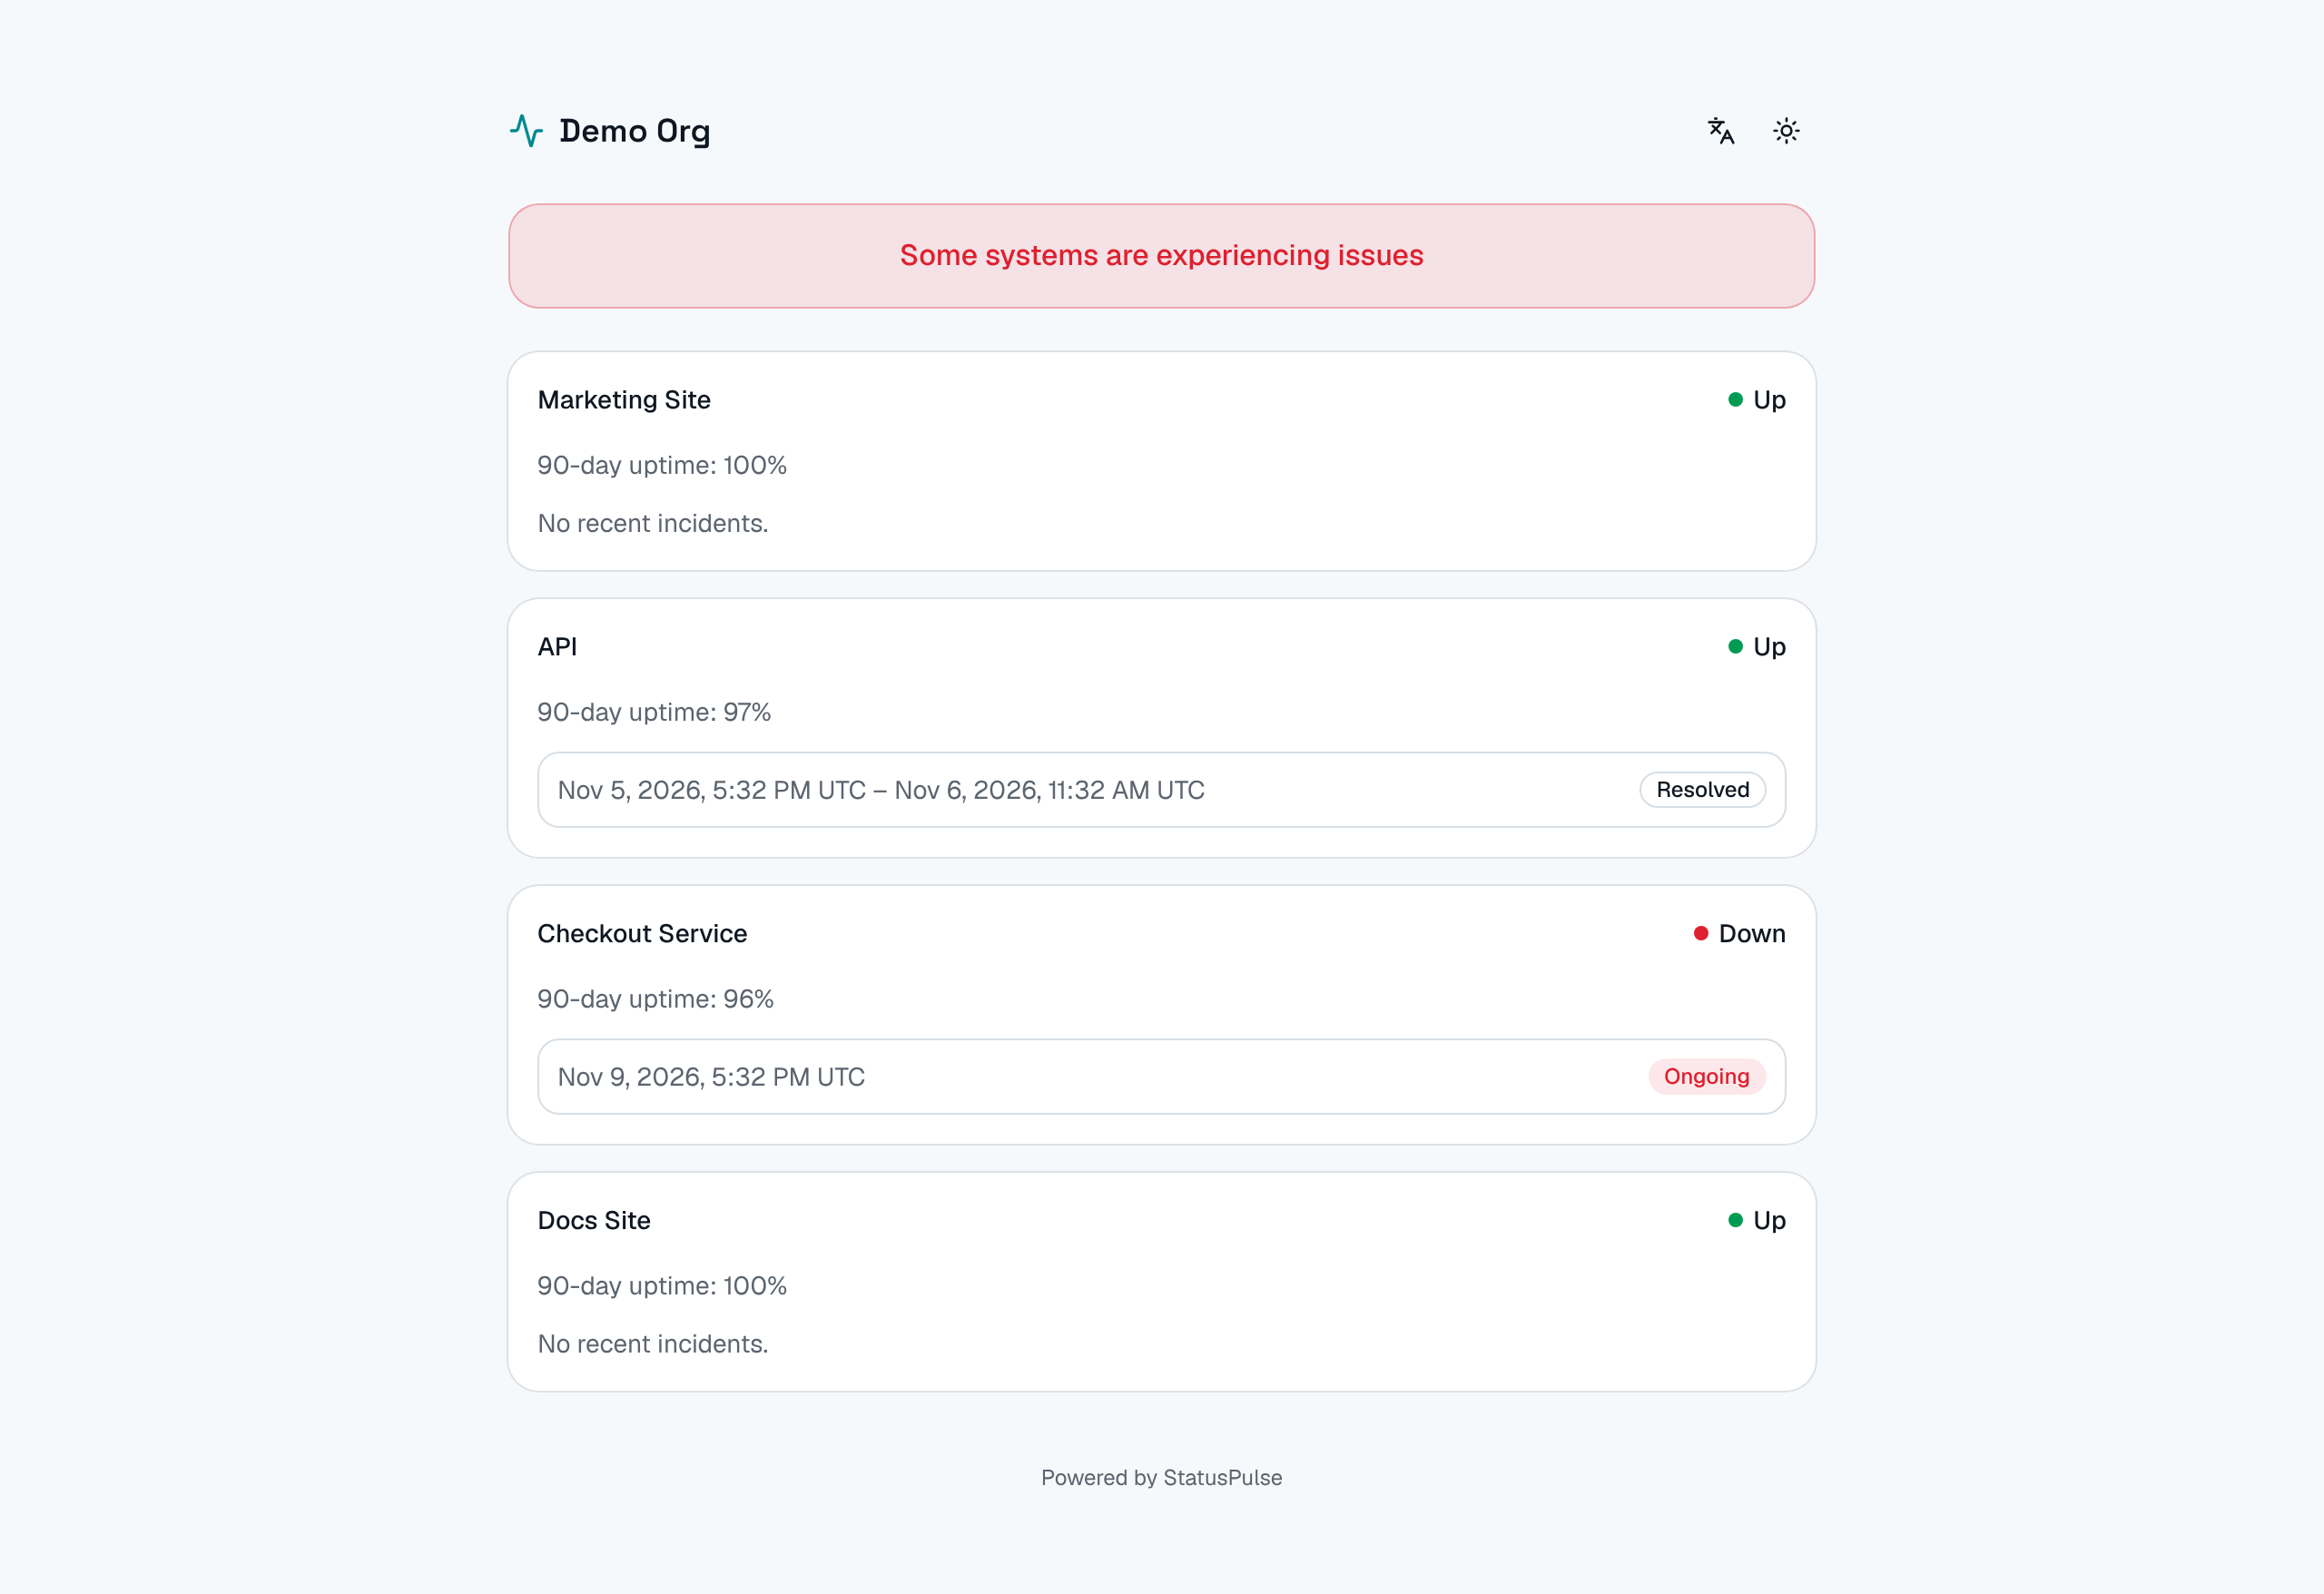 Demo Org
Some systems are experiencing issues
Marketing Site
Up
90-day uptime: 100%
No recent incidents.
API
Up
90-day uptime: 97%
Nov 5, 2026, 5:32 PM UTC – Nov 6, 2026, 11:32 AM UTC
Resolved
Checkout Service
Down
90-day uptime: 96%
Nov 9, 2026, 5:32 PM UTC
Ongoing
Docs Site
Up
90-day uptime: 100%
No recent incidents.
Powered by StatusPulse